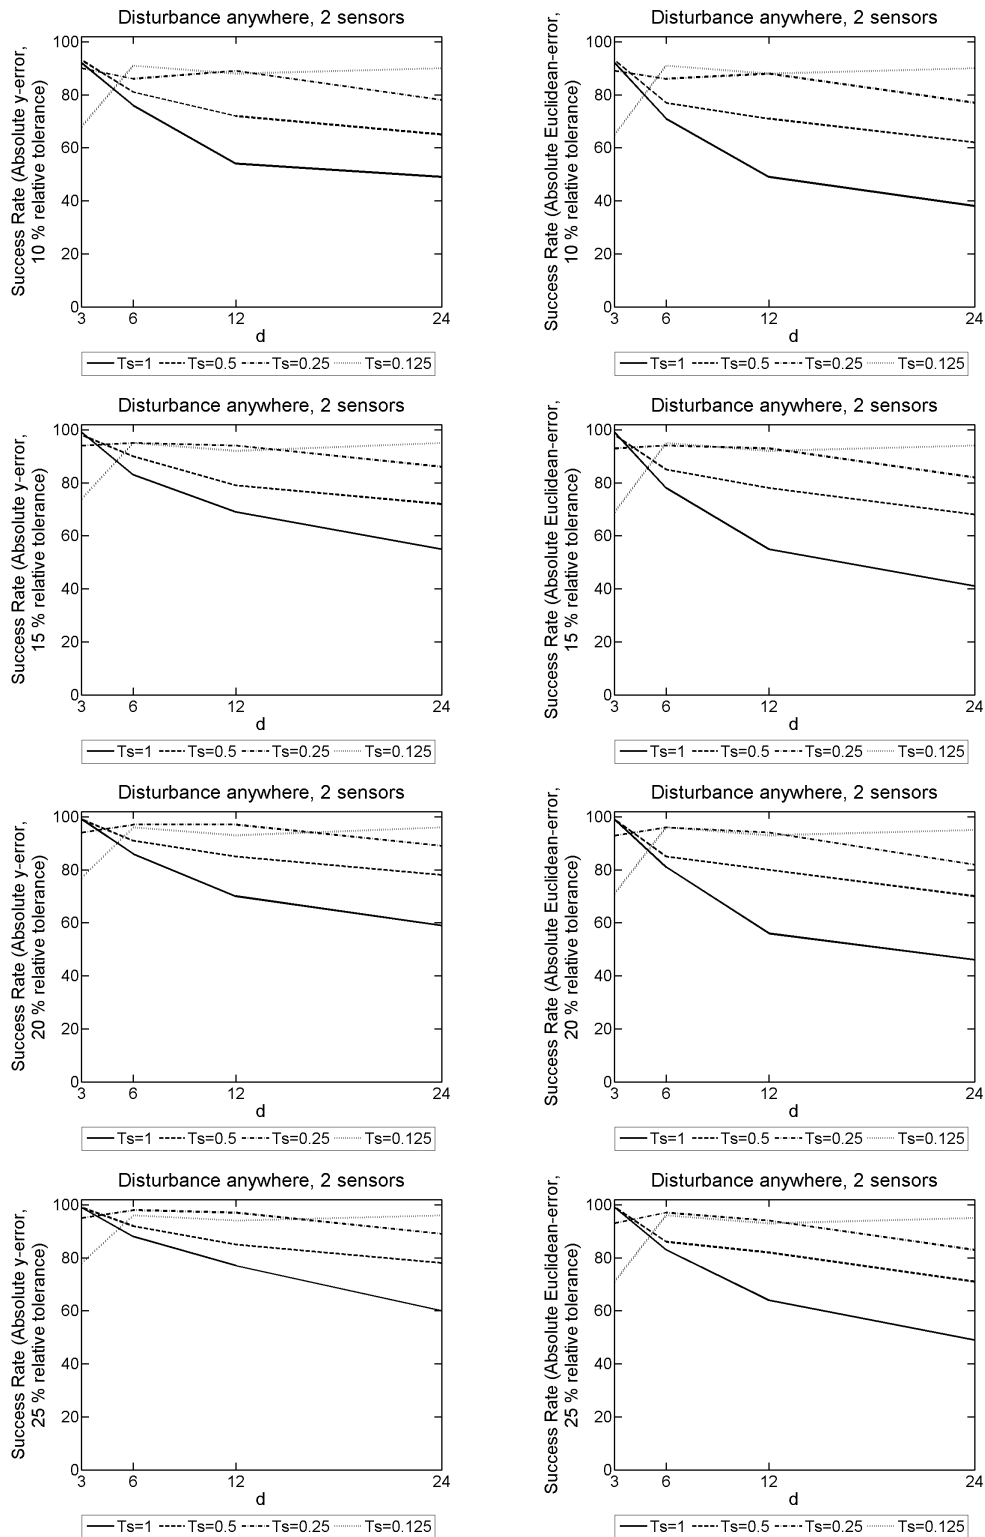 Disturbance anywhere, 2 sensors
Success Rate (Absolute y-error,
10 % relative tolerance)
100
80
60
40
20
0
3 6 12 24
d
Ts=1 Ts=0.5 Ts=0.25 Ts=0.125
Disturbance anywhere, 2 sensors
Success Rate (Absolute Euclidean-error,
10 % relative tolerance)
100
80
60
40
20
0
3 6 12 24
d
Ts=1 Ts=0.5 Ts=0.25 Ts=0.125
Disturbance anywhere, 2 sensors
Success Rate (Absolute y-error,
15 % relative tolerance)
100
80
60
40
20
0
3 6 12 24
d
Ts=1 Ts=0.5 Ts=0.25 Ts=0.125
Disturbance anywhere, 2 sensors
Success Rate (Absolute Euclidean-error,
15 % relative tolerance)
100
80
60
40
20
0
3 6 12 24
d
Ts=1 Ts=0.5 Ts=0.25 Ts=0.125
Disturbance anywhere, 2 sensors
Success Rate (Absolute y-error,
20 % relative tolerance)
100
80
60
40
20
0
3 6 12 24
d
Ts=1 Ts=0.5 Ts=0.25 Ts=0.125
Disturbance anywhere, 2 sensors
Success Rate (Absolute Euclidean-error,
20 % relative tolerance)
100
80
60
40
20
0
3 6 12 24
d
Ts=1 Ts=0.5 Ts=0.25 Ts=0.125
Disturbance anywhere, 2 sensors
Success Rate (Absolute y-error,
25 % relative tolerance)
100
80
60
40
20
0
3 6 12 24
d
Ts=1 Ts=0.5 Ts=0.25 Ts=0.125
Disturbance anywhere, 2 sensors
Success Rate (Absolute Euclidean-error,
25 % relative tolerance)
100
80
60
40
20
0
3 6 12 24
d
Ts=1 Ts=0.5 Ts=0.25 Ts=0.125